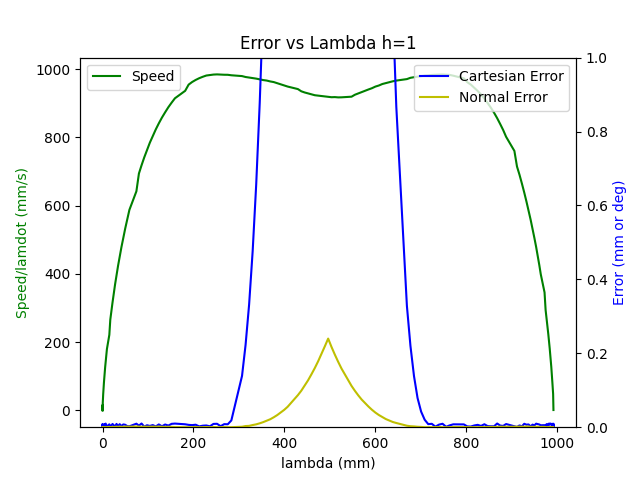 Error vs Lambda h=1
Speed
Cartesian Error
Normal Error
Speed/lamdot (mm/s)
1000
800
600
400
200
0
1.0
0.8
0.6
0.4
0.2
0.0
Error (mm or deg)
0 200 400 600 800 1000
lambda (mm)